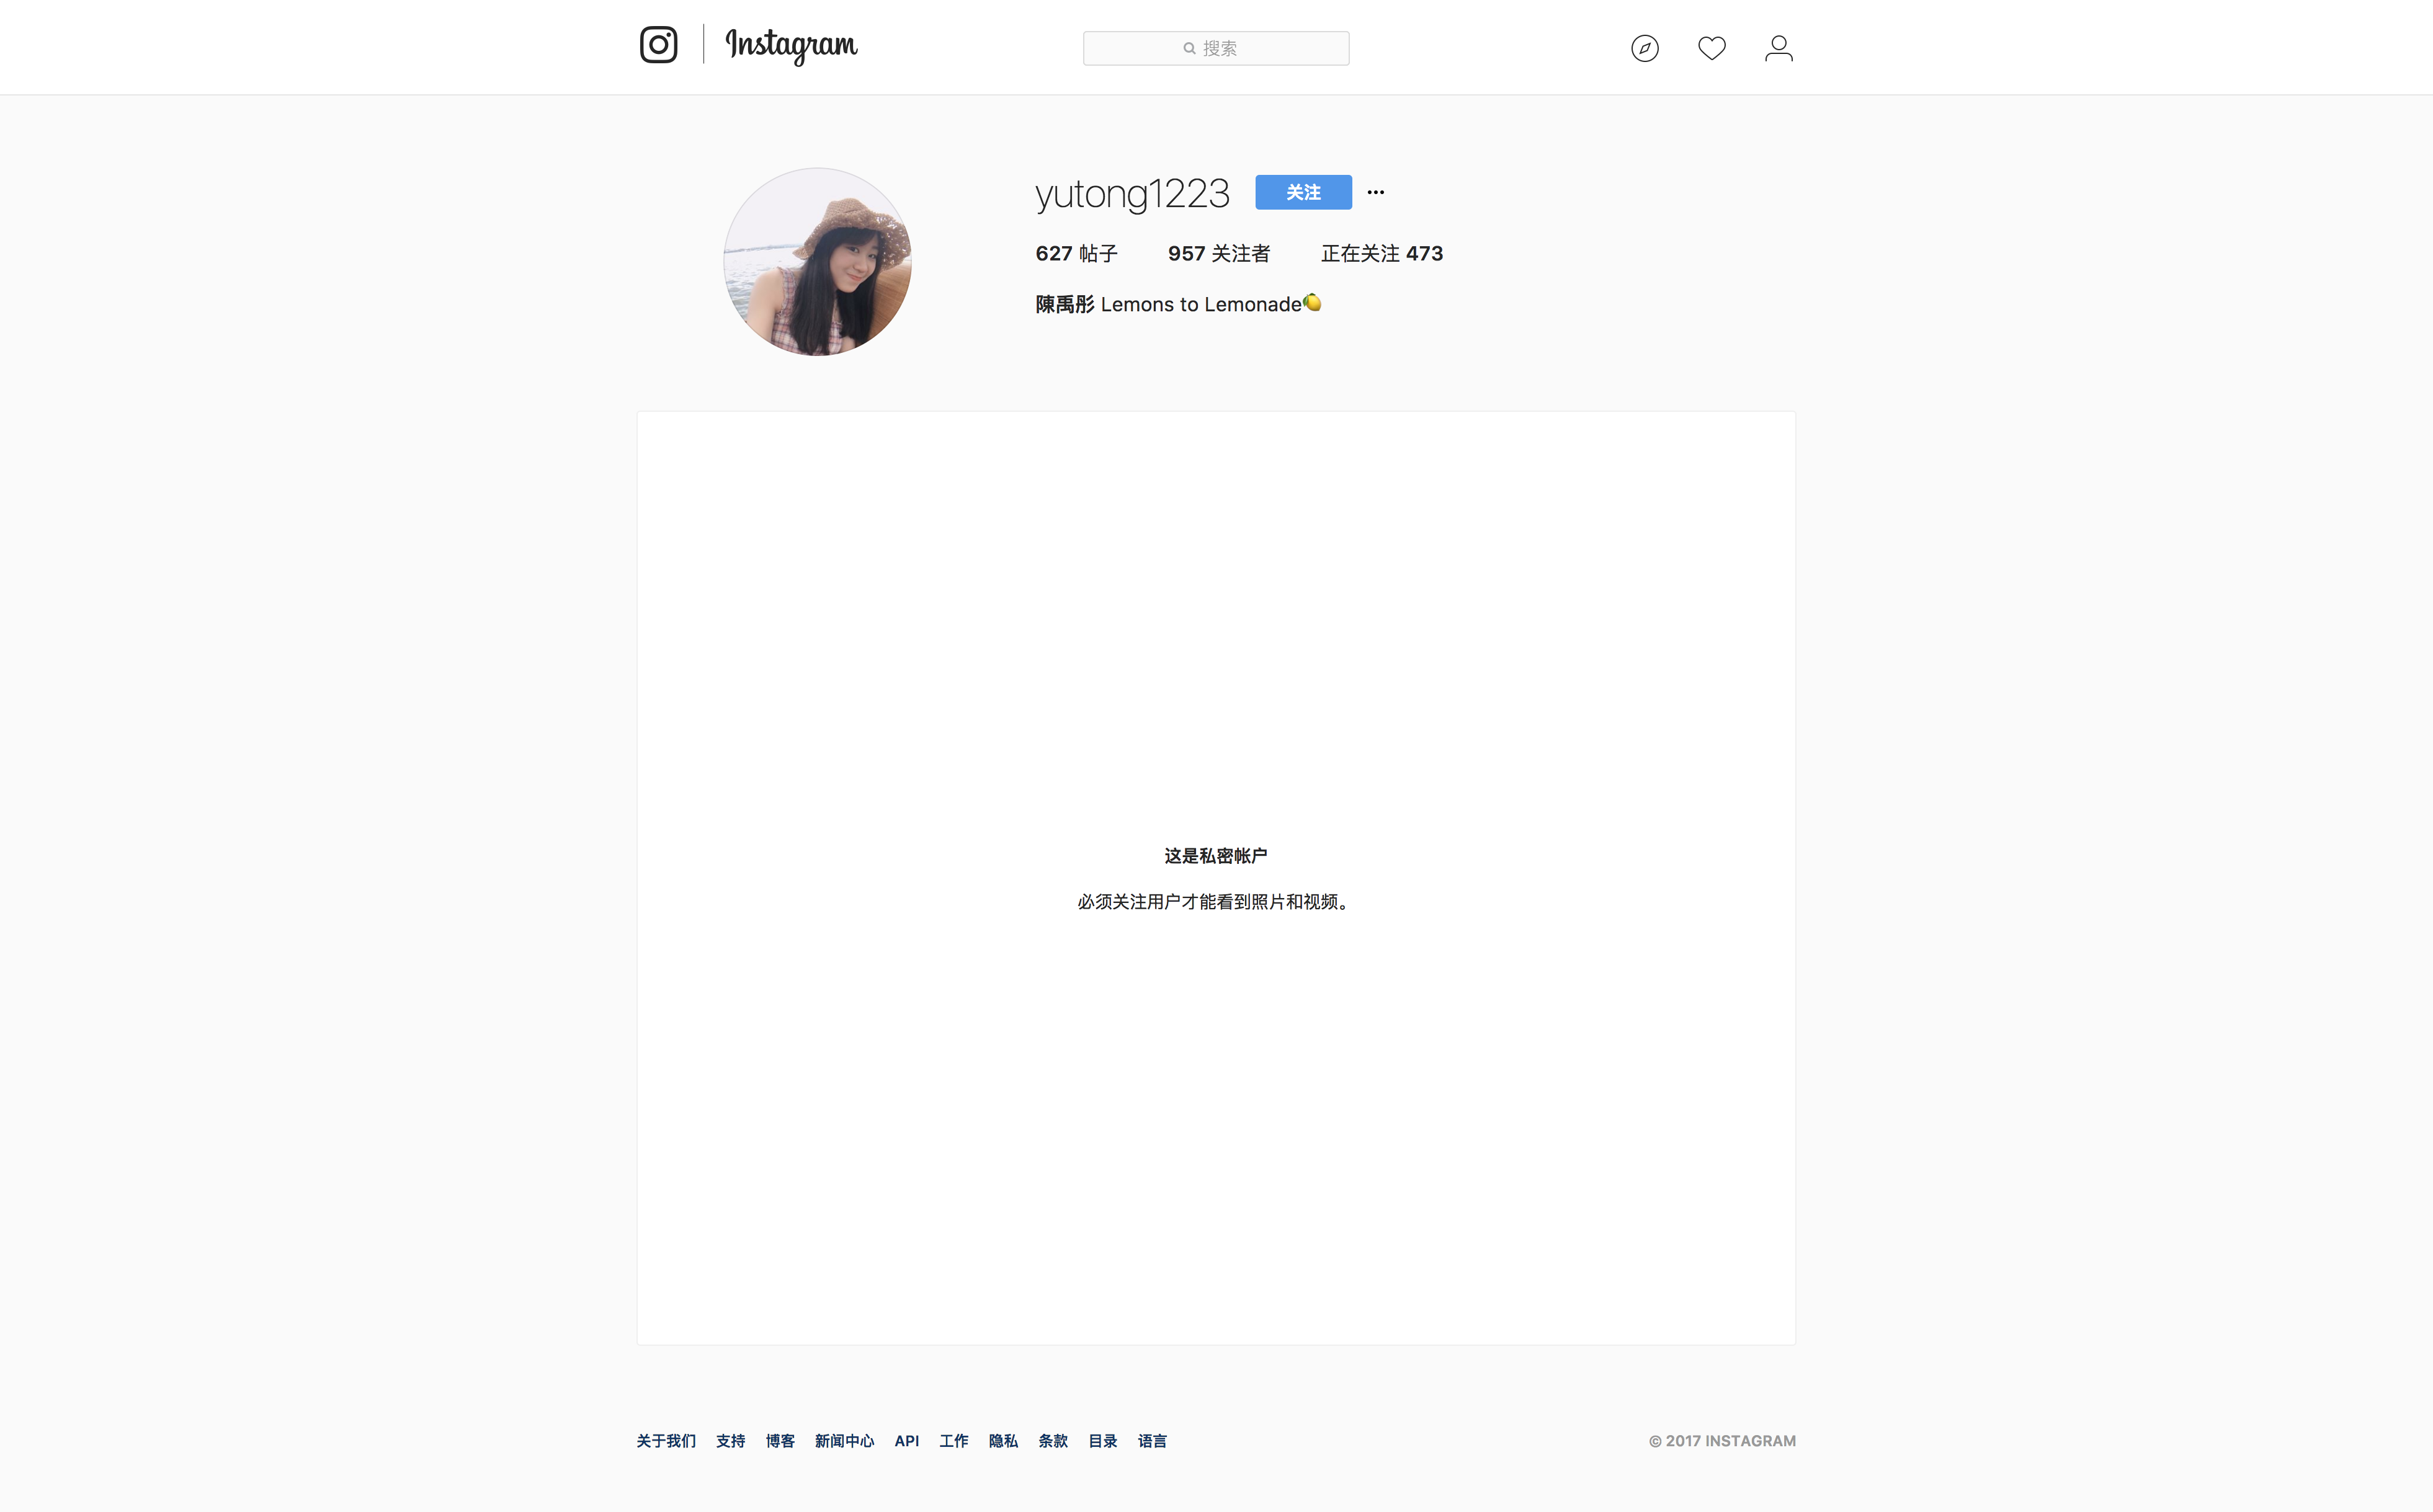 Instagram
搜索
yutong1223 关注
627 帖子 957 关注者 正在关注 473
陳禹彤 Lemons to Lemonade🍋
这是私密帐户
必须关注用户才能看到照片和视频。
关于我们 支持 博客 新闻中心 API 工作 隐私 条款 目录 语言 © 2017 INSTAGRAM